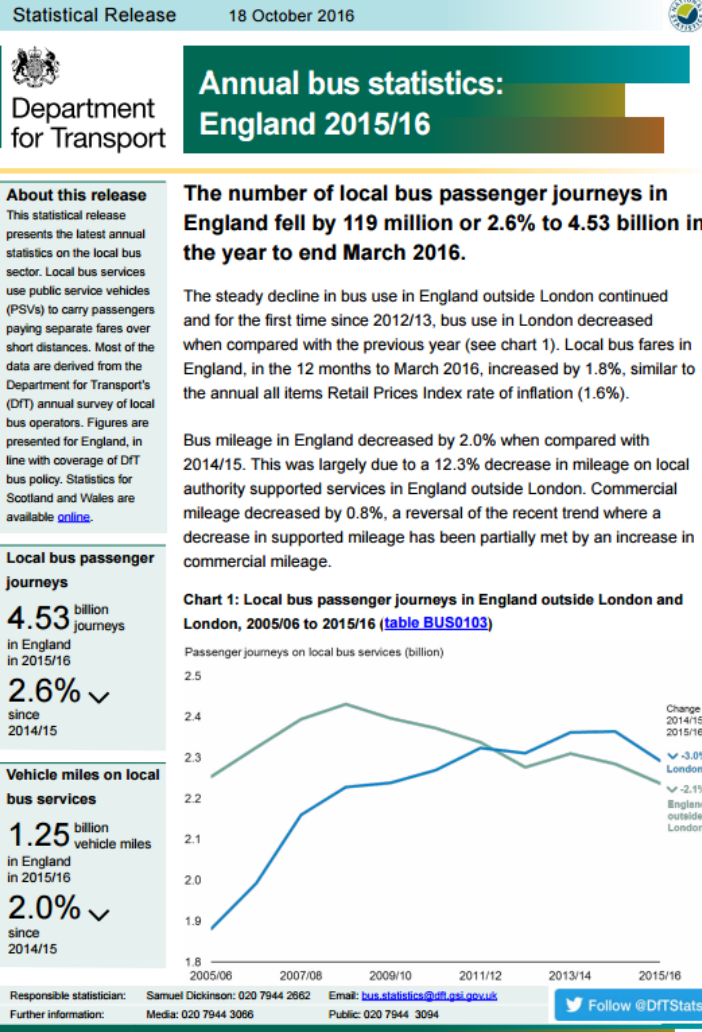 Statistical Release 18 October 2016
Department
for Transport
Annual bus statistics:
England 2015/16
About this release
This statistical release
presents the latest annual
statistics on the local bus
sector. Local bus services
use public service vehicles
(PSVs) to carry passengers
paying separate fares over
short distances. Most of the
data are derived from the
Department for Transport's
(DfT) annual survey of local
bus operators. Figures are
presented for England, in
line with coverage of DfT
bus policy. Statistics for
Scotland and Wales are
available online.
Local bus passenger
journeys
4.53 billion
journeys
in England
in 2015/16
2.6%
since
2014/15
Vehicle miles on local
bus services
1.25 billion
vehicle miles
in England
in 2015/16
2.0%
since
2014/15
The number of local bus passenger journeys in
England fell by 119 million or 2.6% to 4.53 billion in
the year to end March 2016.
The steady decline in bus use in England outside London continued
and for the first time since 2012/13, bus use in London decreased
when compared with the previous year (see chart 1). Local bus fares in
England, in the 12 months to March 2016, increased by 1.8%, similar to
the annual all items Retail Prices Index rate of inflation (1.6%).
Bus mileage in England decreased by 2.0% when compared with
2014/15. This was largely due to a 12.3% decrease in mileage on local
authority supported services in England outside London. Commercial
mileage decreased by 0.8%, a reversal of the recent trend where a
decrease in supported mileage has been partially met by an increase in
commercial mileage.
Chart 1: Local bus passenger journeys in England outside London and
London, 2005/06 to 2015/16 (table BUS0103)
Passenger journeys on local bus services (billion)
2.5
2.4
2.3
2.2
2.1
2.0
1.9
1.8
2005/06 2007/08 2009/10 2011/12 2013/14 2015/16
Change
2014/15
2015/16
-3.0%
London
-2.1%
England
outside
London
Responsible statistician: Samuel Dickinson: 020 7944 2662 Email: bus.statistics@dft.gsi.gov.uk
Further information: Media: 020 7944 3066 Public: 020 7944 3094
Follow @DfTStats